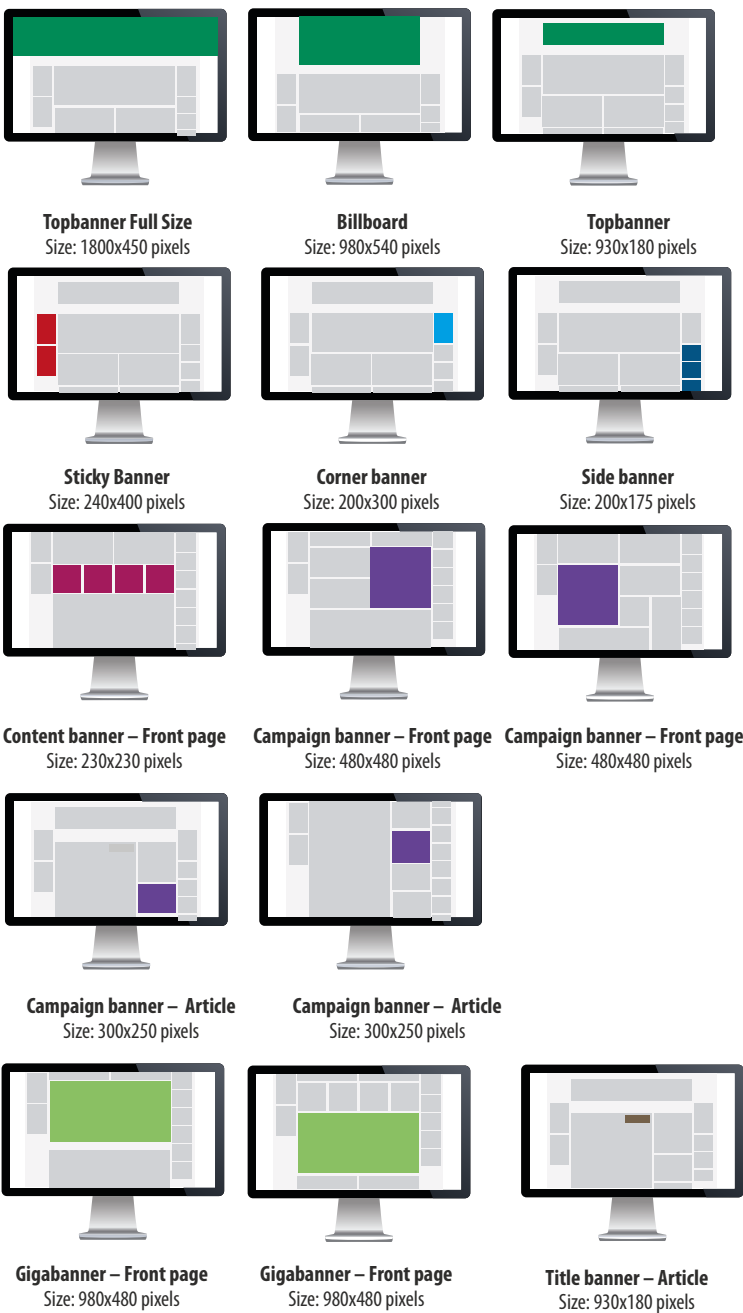 Topbanner Full Size
Size: 1800x450 pixels
Billboard
Size: 980x540 pixels
Topbanner
Size: 930x180 pixels
Sticky Banner
Size: 240x400 pixels
Corner banner
Size: 200x300 pixels
Side banner
Size: 200x175 pixels
Content banner – Front page
Size: 230x230 pixels
Campaign banner – Front page
Size: 480x480 pixels
Campaign banner – Front page
Size: 480x480 pixels
Campaign banner – Article
Size: 300x250 pixels
Campaign banner – Article
Size: 300x250 pixels
Gigabanner – Front page
Size: 980x480 pixels
Gigabanner – Front page
Size: 980x480 pixels
Title banner – Article
Size: 930x180 pixels